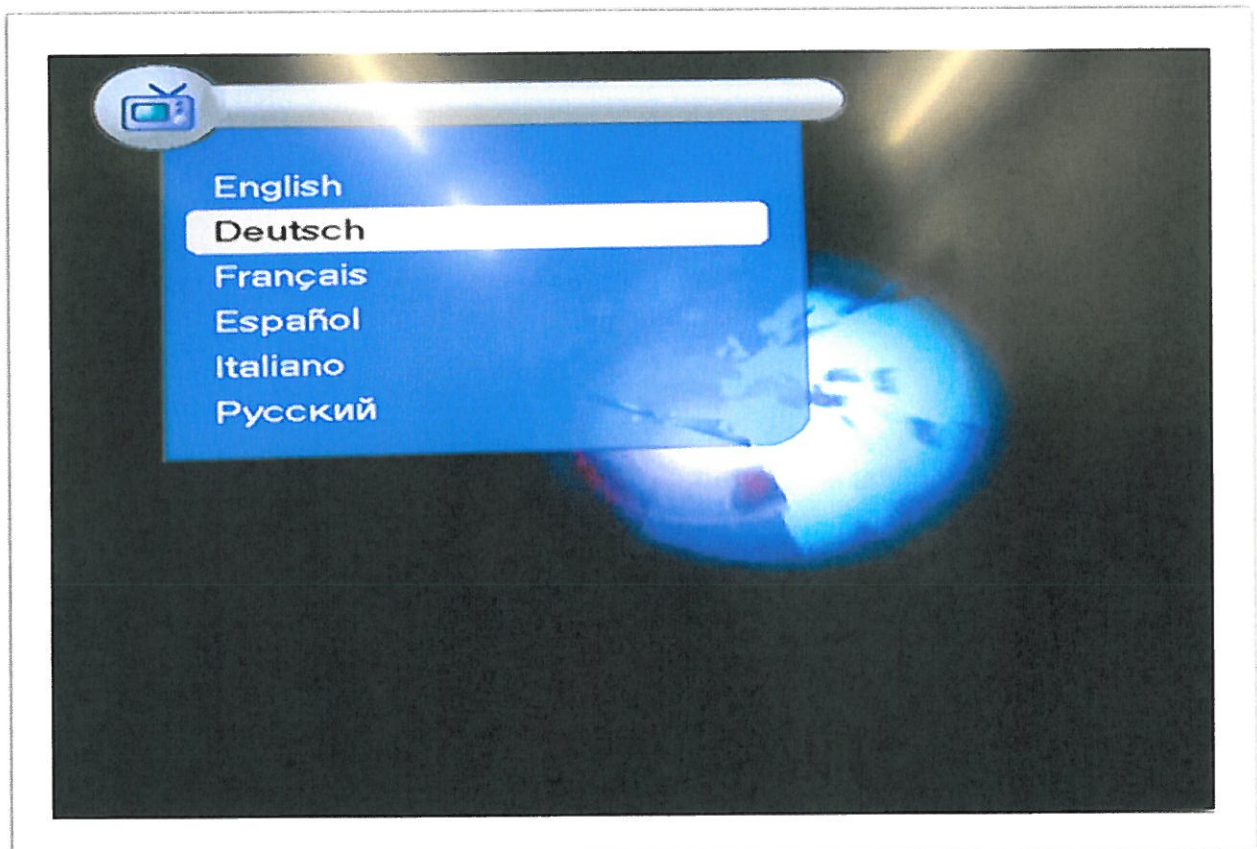 English
Deutsch
Français
Español
Italiano
Русский